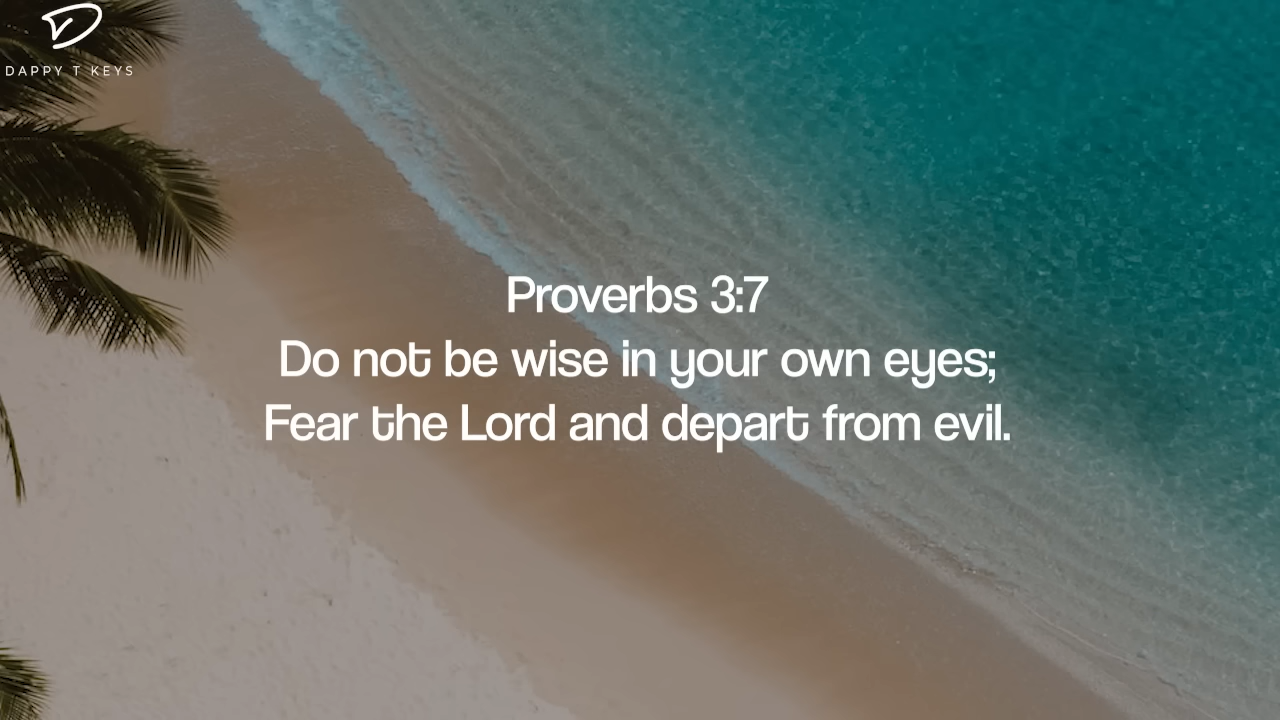 DAPPY T KEYS
Proverbs 3:7
Do not be wise in your own eyes;
Fear the Lord and depart from evil.